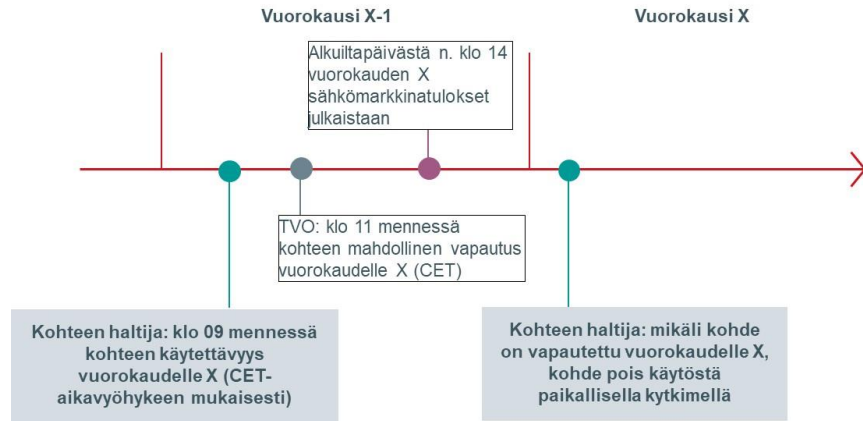 Vuorokausi X-1
Vuorokausi X
Alkuiltapäivästä n. klo 14
vuorokauden X
sähkömarkkinatulokset
julkaistaan
TVO: klo 11 mennessä
kohteen mahdollinen vapautus
vuorokaudelle X (CET)
Kohteen haltija: klo 09 mennessä
kohteen käytettävyys
vuorokaudelle X (CET-
aikavyöhykeen mukaisesti)
Kohteen haltija: mikäli kohde
on vapautettu vuorokaudelle X,
kohde pois käytöstä
paikallisella kytkimellä